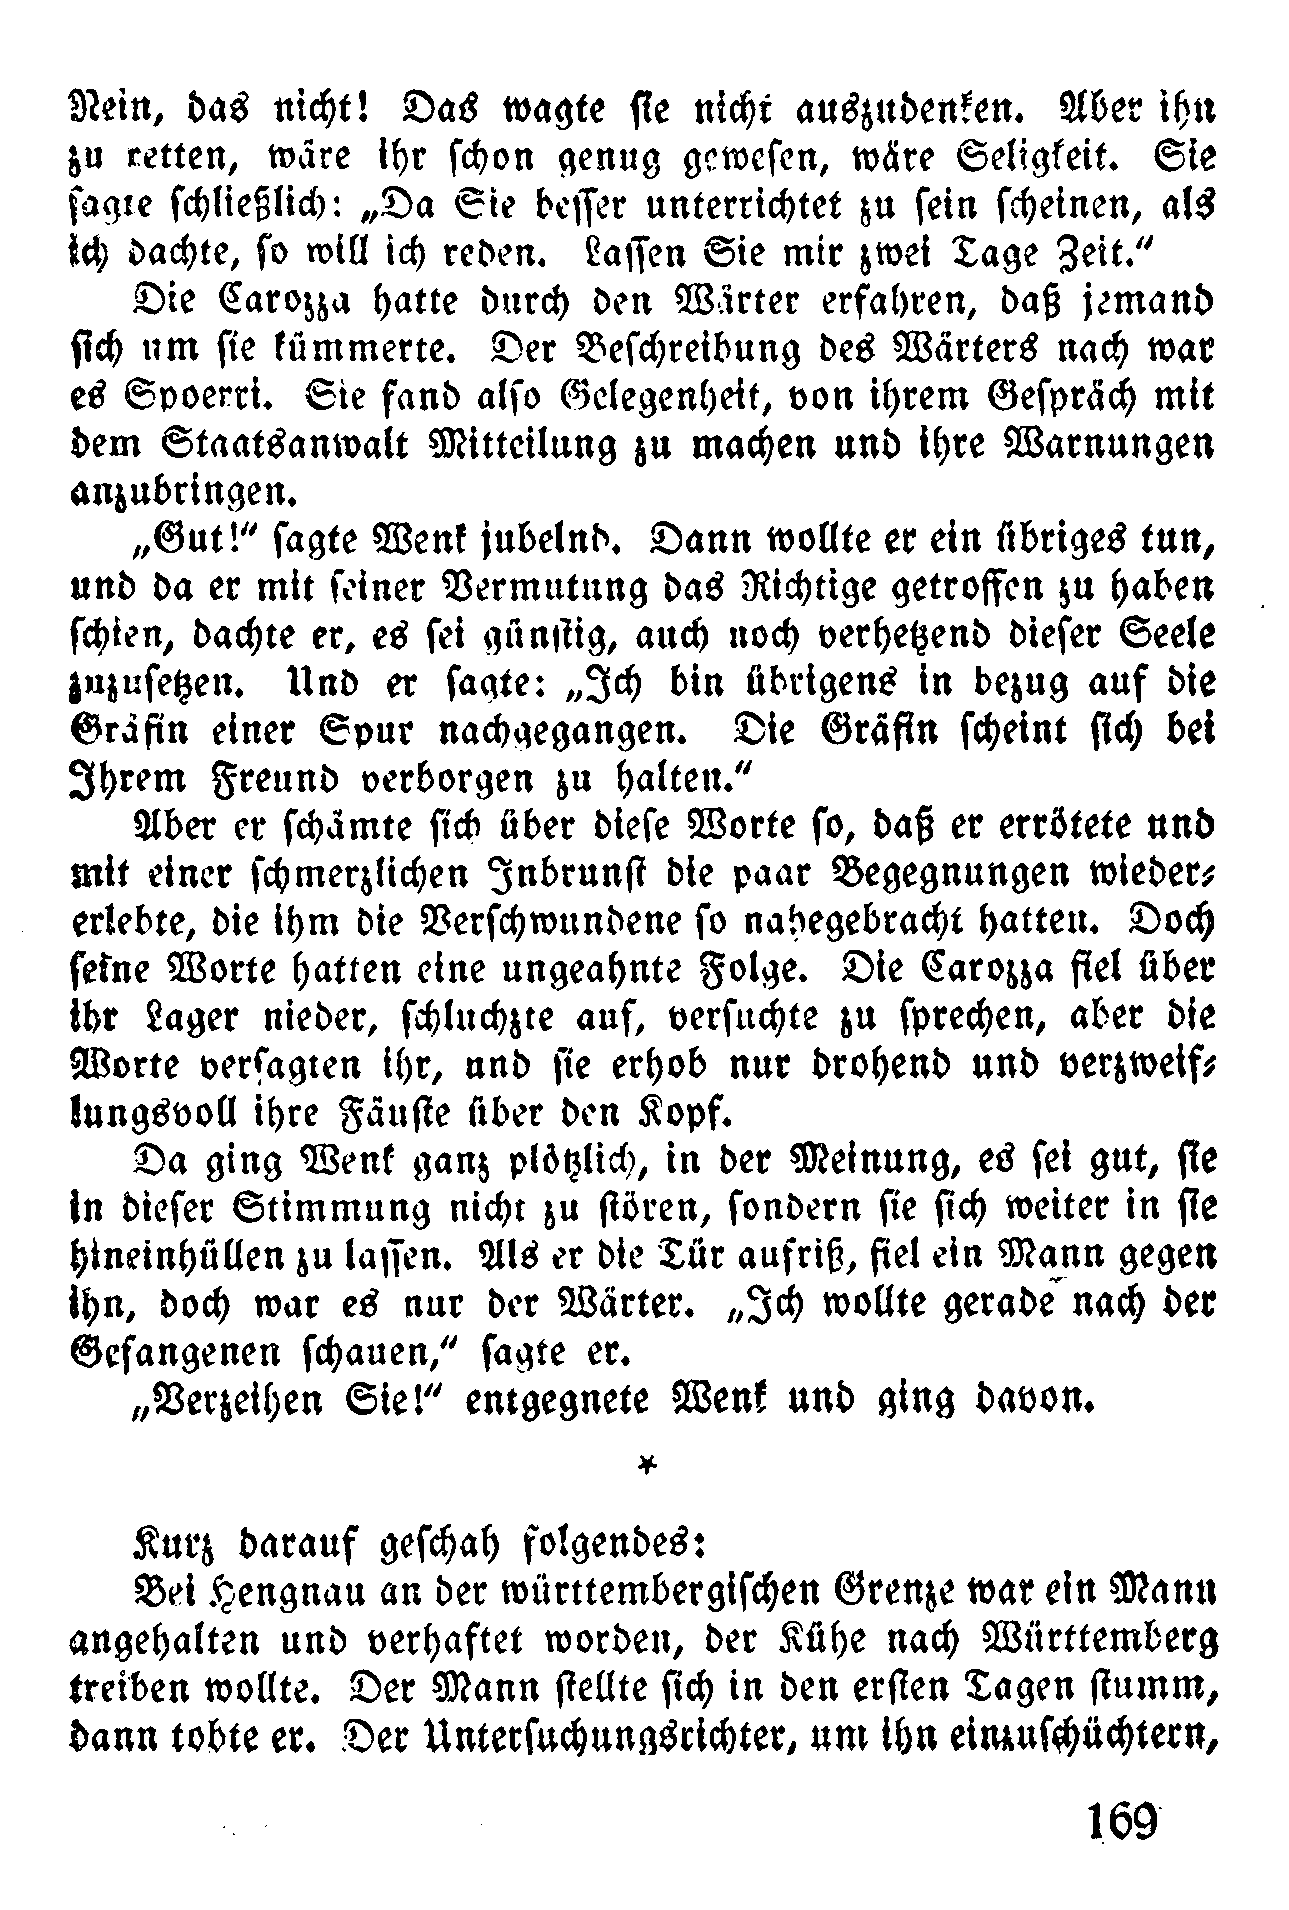 Nein, das nicht! Das wagte sie nicht auszudenken. Aber ihn
zu retten, wäre ihr schon genug gewesen, wäre Seligkeit. Sie
sagte schließlich: „Da Sie besser unterrichtet zu sein scheinen, als
ich dachte, so will ich reden. Lassen Sie mir zwei Tage Zeit.“
Die Carozza hatte durch den Wärter erfahren, daß jemand
sich um sie kümmerte. Der Beschreibung des Wärters nach war
es Spoerri. Sie fand also Gelegenheit, von ihrem Gespräch mit
dem Staatsanwalt Mitteilung zu machen und ihre Warnungen
anzubringen.
„Gut!“ sagte Wenk jubelnd. Dann wollte er ein übriges tun,
und da er mit seiner Vermutung das Richtige getroffen zu haben
schien, dachte er, es sei günstig, auch noch verhetzend dieser Seele
zuzusetzen. Und er sagte: „Ich bin übrigens in bezug auf die
Gräfin einer Spur nachgegangen. Die Gräfin scheint sich bei
Ihrem Freund verborgen zu halten.“
Aber er schämte sich über diese Worte so, daß er errötete und
mit einer schmerzlichen Inbrunst die paar Begegnungen wieder-
erlebte, die ihm die Verschwundene so nahegebracht hatten. Doch
seine Worte hatten eine ungeahnte Folge. Die Carozza fiel über
ihr Lager nieder, schluchzte auf, versuchte zu sprechen, aber die
Worte versagten ihr, und sie erhob nur drohend und verzweif-
lungsvoll ihre Fäuste über den Kopf.
Da ging Wenk ganz plötzlich, in der Meinung, es sei gut, sie
in dieser Stimmung nicht zu stören, sondern sie sich weiter in sie
hineinhüllen zu lassen. Als er die Tür aufriß, fiel ein Mann gegen
ihn, doch war es nur der Wärter. „Ich wollte gerade nach der
Gefangenen schauen,“ sagte er.
„Verzeihen Sie!“ entgegnete Wenk und ging davon.
*
Kurz darauf geschah folgendes:
Bei Hengnau an der württembergischen Grenze war ein Mann
angehalten und verhaftet worden, der Kühe nach Württemberg
treiben wollte. Der Mann stellte sich in den ersten Tagen stumm,
dann tobte er. Der Untersuchungsrichter, um ihn einzuschüchtern,
169